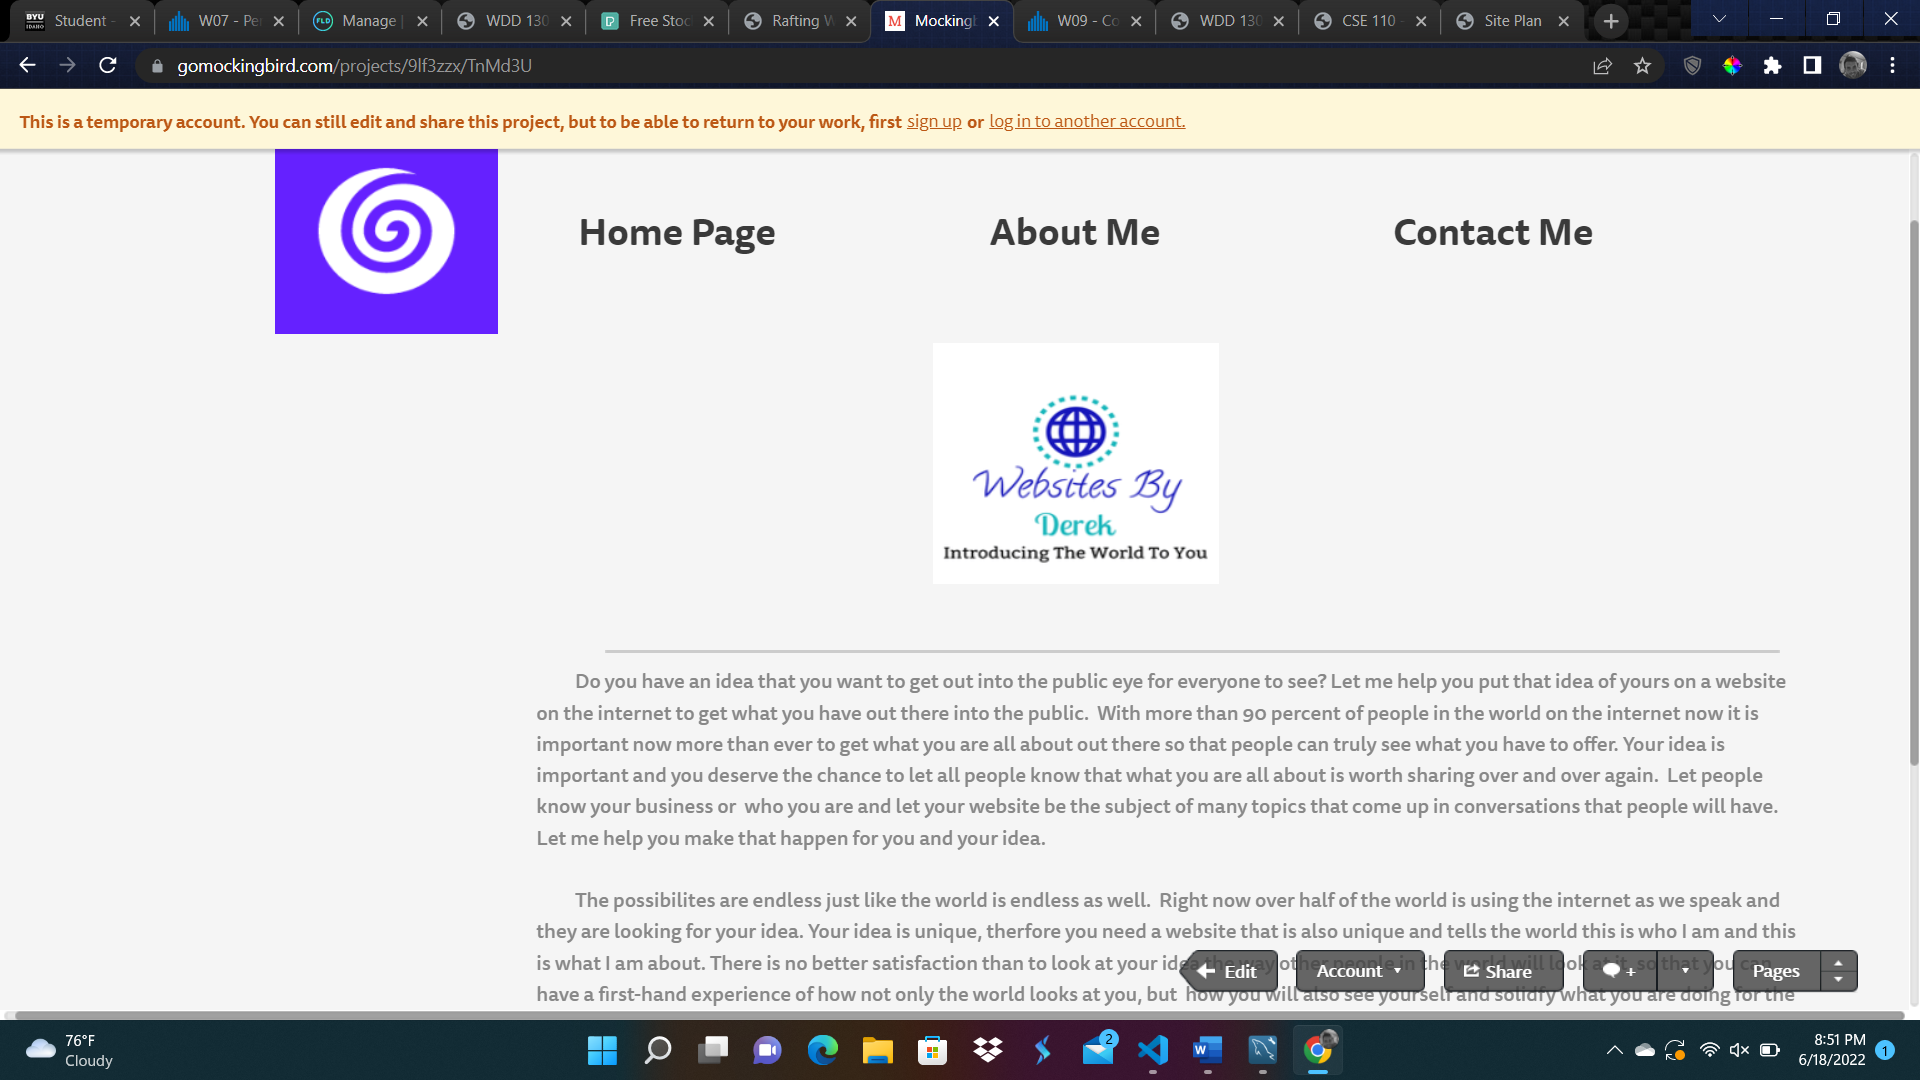 Student - W07 - Pe Manage WDD 130 Free Stoc Rafting W Mocking W09 - Co WDD 130 CSE 110 - Site Plan
gomockingbird.com/projects/9lf3zzx/TnMd3U
This is a temporary account. You can still edit and share this project, but to be able to return to your work, first sign up or log in to another account.
Home Page About Me Contact Me
Websites By
Derek
Introducing The World To You
Do you have an idea that you want to get out into the public eye for everyone to see? Let me help you put that idea of yours on a website
on the internet to get what you have out there into the public. With more than 90 percent of people in the world on the internet now it is
important now more than ever to get what you are all about out there so that people can truly see what you have to offer. Your idea is
important and you deserve the chance to let all people know that what you are all about is worth sharing over and over again. Let people
know your business or who you are and let your website be the subject of many topics that come up in conversations that people will have.
Let me help you make that happen for you and your idea.
The possibilites are endless just like the world is endless as well. Right now over half of the world is using the internet as we speak and
they are looking for your idea. Your idea is unique, therfore you need a website that is also unique and tells the world this is who I am and this
is what I am about. There is no better satisfaction than to look at your idea the way other people in the world will look at it, so that you can
have a first-hand experience of how not only the world looks at you, but how you will also see yourself and solidfy what you are doing for the
Edit Account Share + Pages
76°F
Cloudy
2
8:51 PM
6/18/2022
1